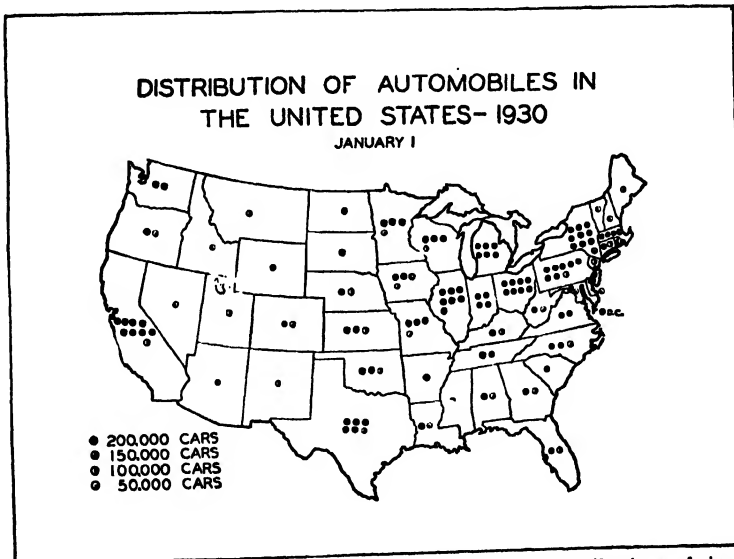 DISTRIBUTION OF AUTOMOBILES IN
THE UNITED STATES-1930
JANUARY 1
D.C.
200,000 CARS
150,000 CARS
100,000 CARS
50,000 CARS